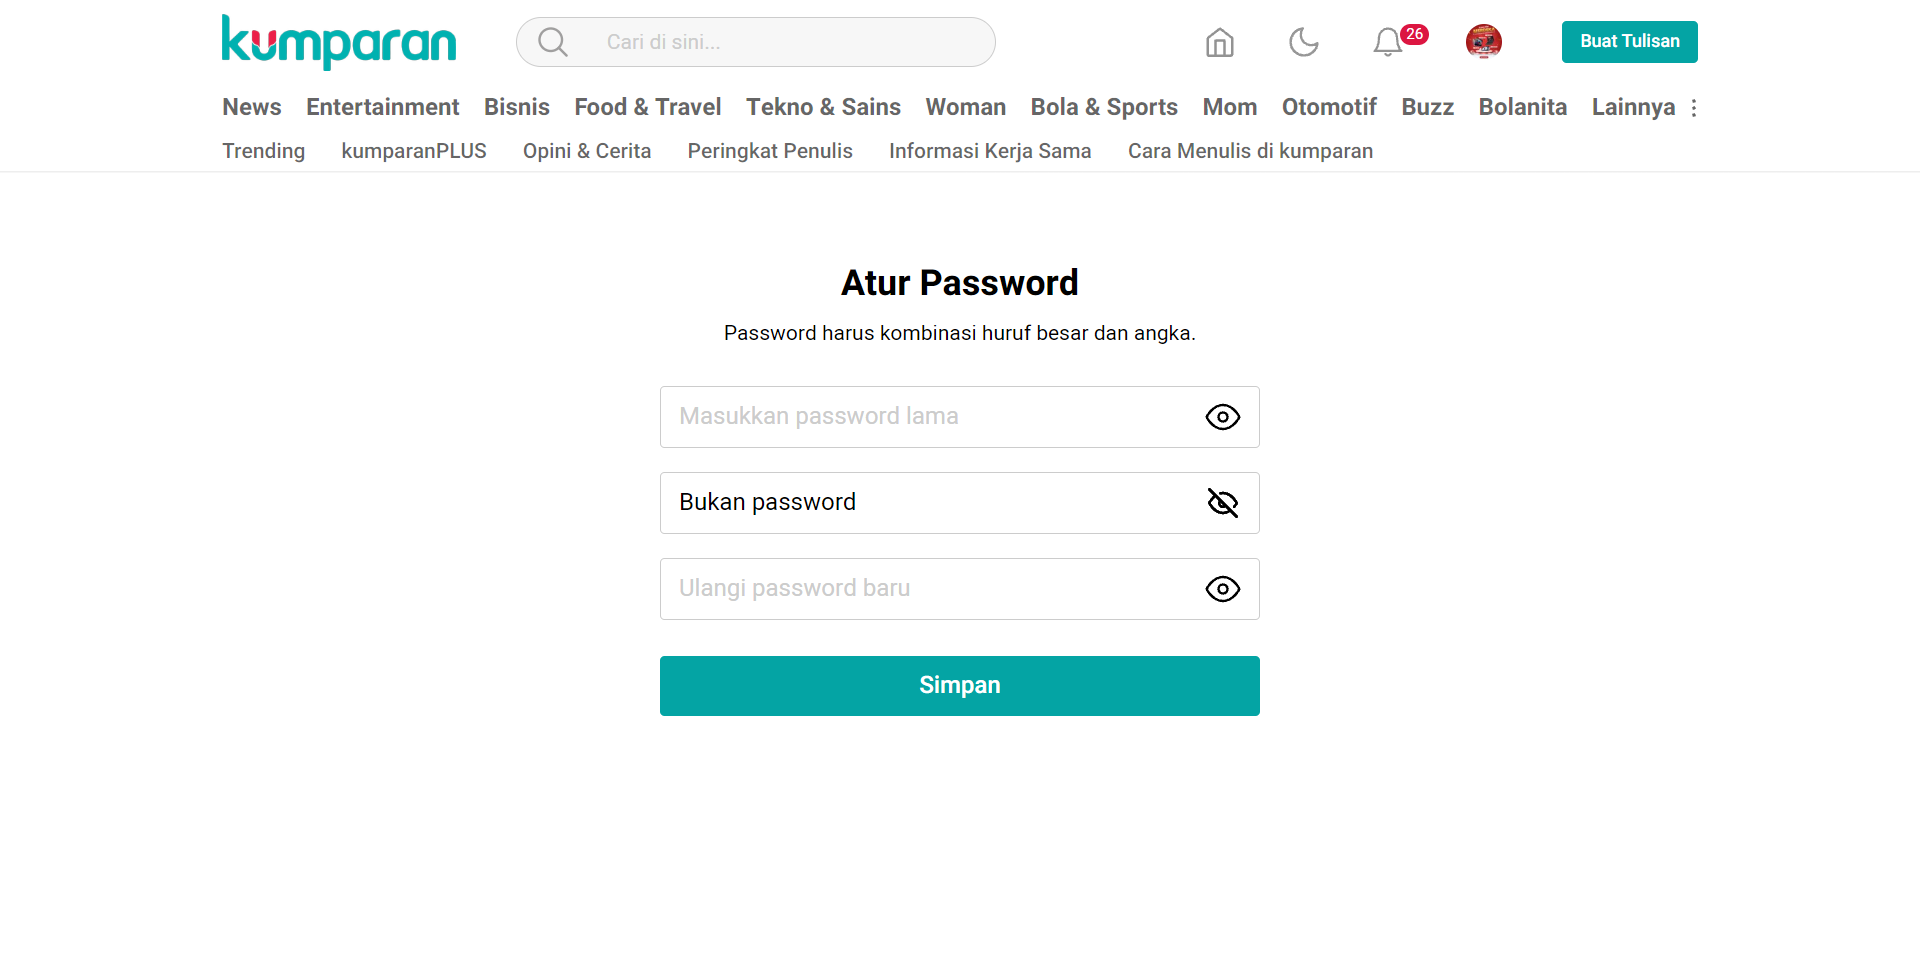 kumparan
Cari di sini...
26
Buat Tulisan
News Entertainment Bisnis Food & Travel Tekno & Sains Woman Bola & Sports Mom Otomotif Buzz Bolanita Lainnya
Trending kumparanPLUS Opini & Cerita Peringkat Penulis Informasi Kerja Sama Cara Menulis di kumparan
Atur Password
Password harus kombinasi huruf besar dan angka.
Masukkan password lama
Bukan password
Ulangi password baru
Simpan